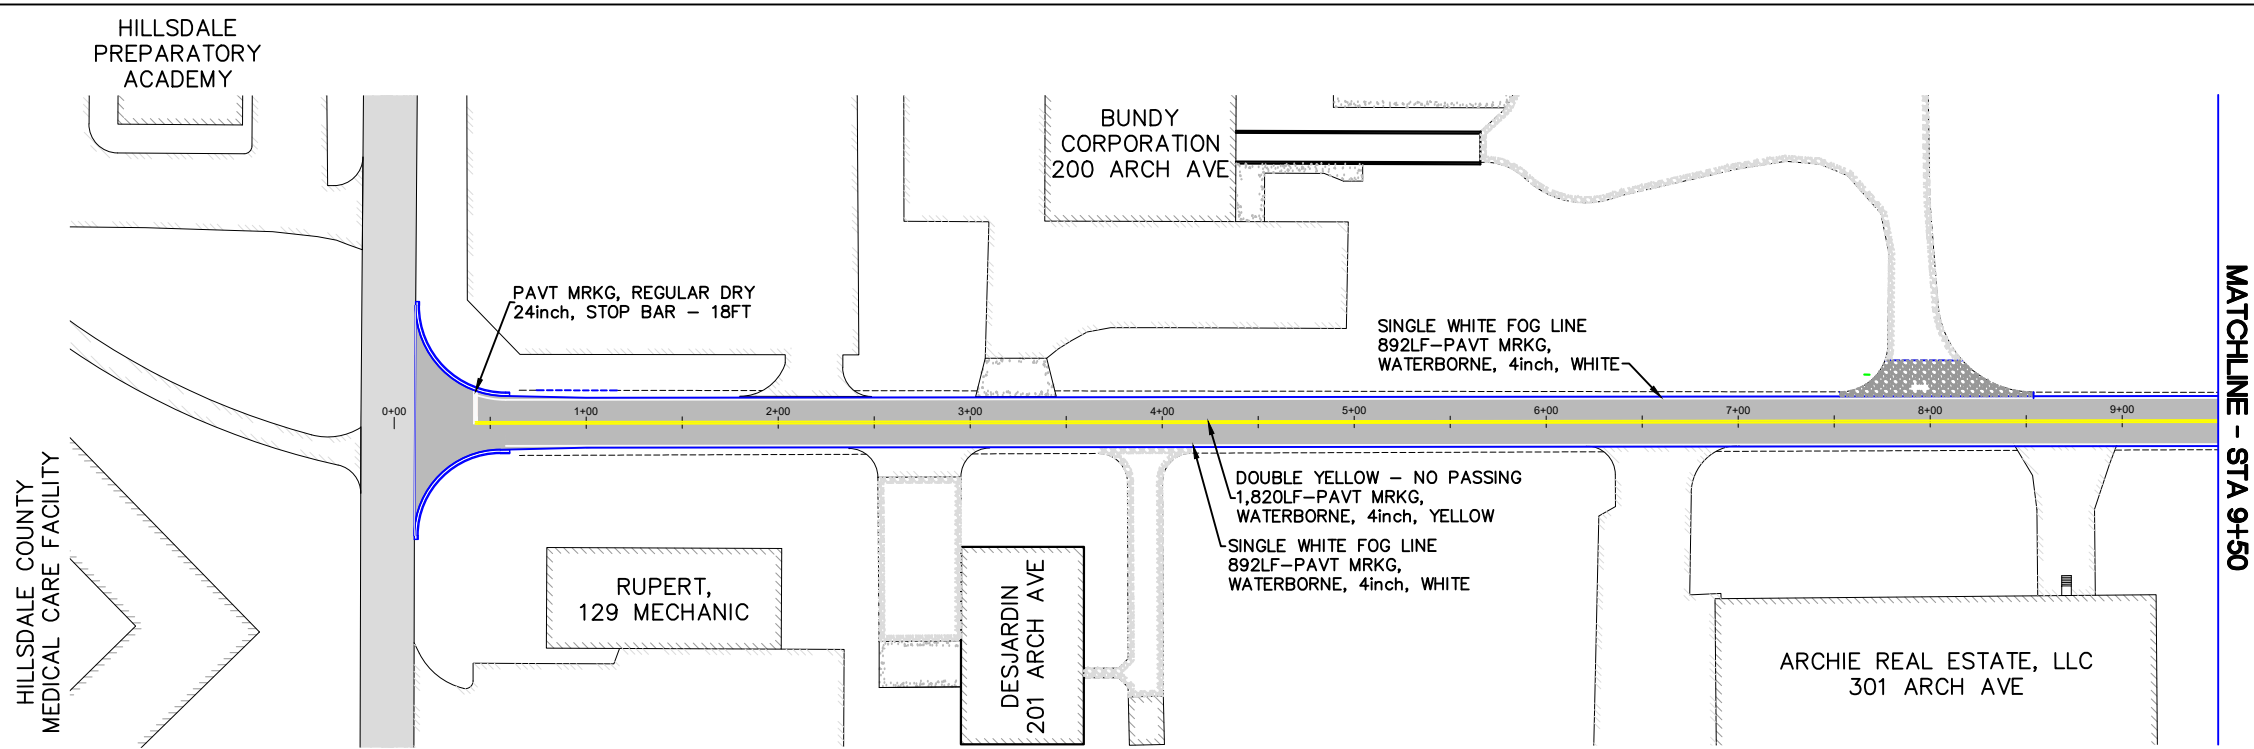 HILLSDALE
PREPARATORY
ACADEMY
BUNDY
CORPORATION
200 ARCH AVE
PAVT MRKG, REGULAR DRY
24inch, STOP BAR – 18FT
SINGLE WHITE FOG LINE
892LF–PAVT MRKG,
WATERBORNE, 4inch, WHITE
MATCHLINE – STA 9+50
0+00
1+00
2+00
3+00
4+00
5+00
6+00
7+00
8+00
9+00
DOUBLE YELLOW – NO PASSING
1,820LF–PAVT MRKG,
WATERBORNE, 4inch, YELLOW
SINGLE WHITE FOG LINE
892LF–PAVT MRKG,
WATERBORNE, 4inch, WHITE
HILLSDALE COUNTY
MEDICAL CARE FACILITY
RUPERT,
129 MECHANIC
DESJARDIN
201 ARCH AVE
ARCHIE REAL ESTATE, LLC
301 ARCH AVE